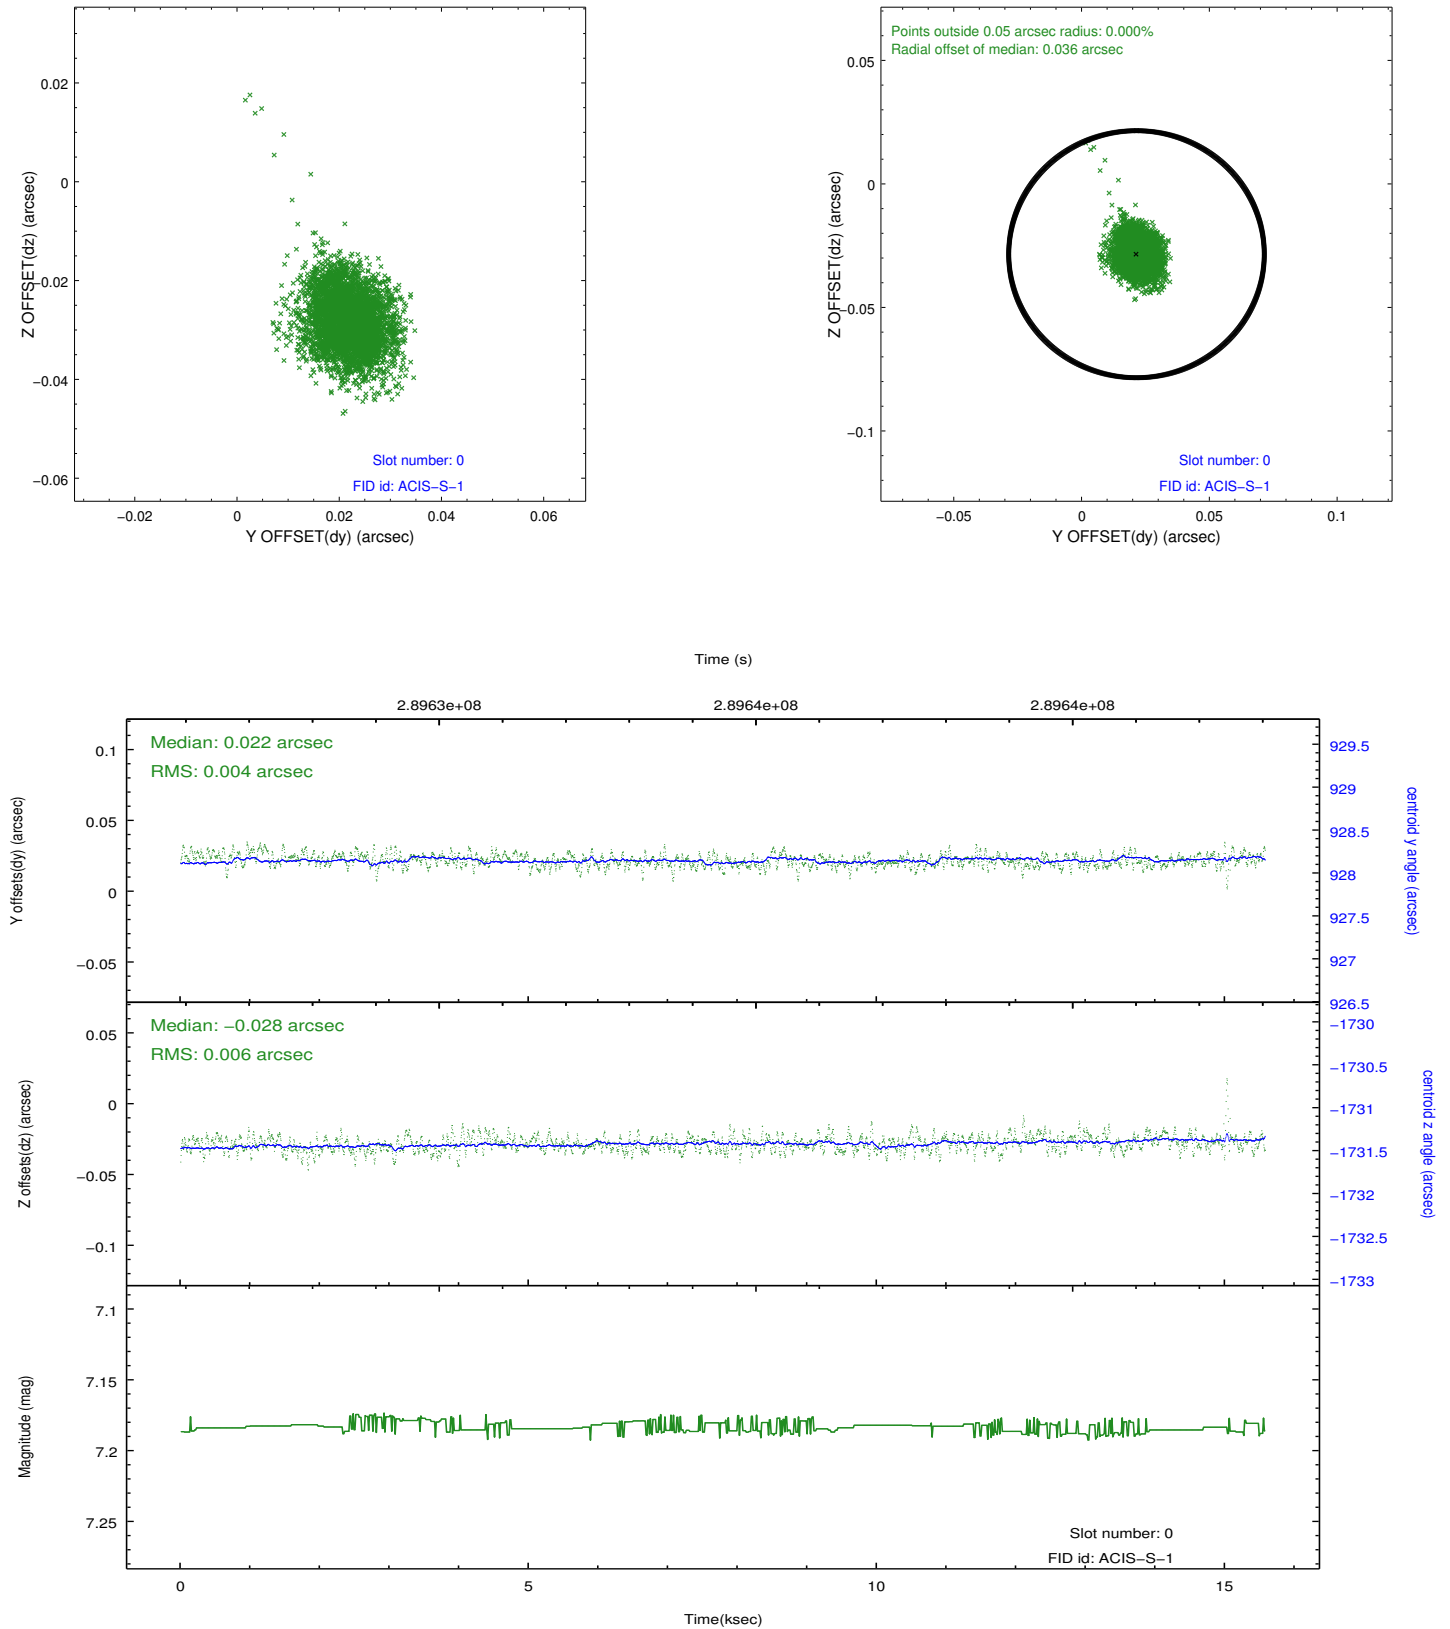 0.02
0
−0.02
−0.04
−0.06
Z OFFSET(dz) (arcsec)
Slot number: 0
FID id: ACIS−S−1
−0.02
0
0.02
0.04
0.06
Y OFFSET(dy) (arcsec)
Points outside 0.05 arcsec radius: 0.000%
Radial offset of median: 0.036 arcsec
0.05
0
−0.05
−0.1
Z OFFSET(dz) (arcsec)
Slot number: 0
FID id: ACIS−S−1
−0.05
0
0.05
0.1
Y OFFSET(dy) (arcsec)
Time (s)
2.8963e+08
2.8964e+08
2.8964e+08
Median: 0.022 arcsec
RMS: 0.004 arcsec
0.1
0.05
0
−0.05
Y offsets(dy) (arcsec)
929.5
929
928.5
928
927.5
927
926.5
centroid y angle (arcsec)
Median: −0.028 arcsec
RMS: 0.006 arcsec
0.05
0
−0.05
−0.1
Z offsets(dz) (arcsec)
−1730
−1730.5
−1731
−1731.5
−1732
−1732.5
−1733
centroid z angle (arcsec)
7.1
7.15
7.2
7.25
Magnitude (mag)
Slot number: 0
FID id: ACIS−S−1
0
5
10
15
Time(ksec)